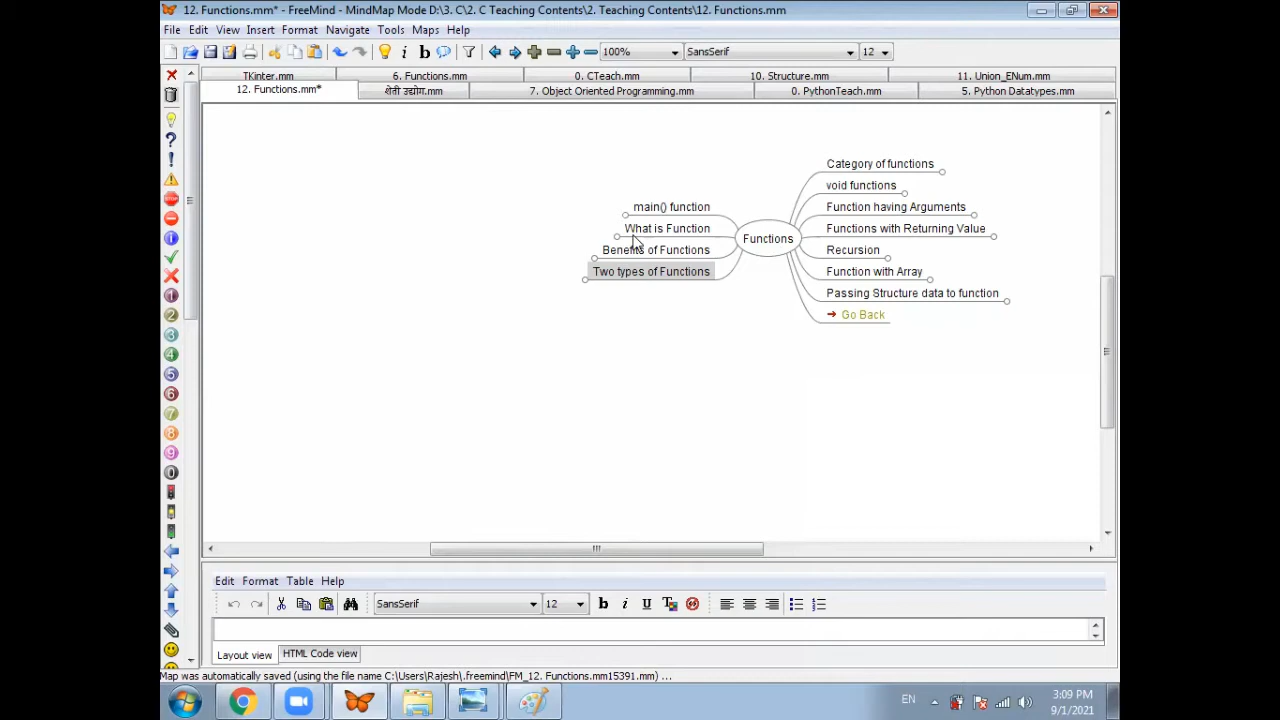 12. Functions.mm* - FreeMind - MindMap Mode D:\3. C\2. C Teaching Contents\2. Teaching Contents\12. Functions.mm
File Edit View Insert Format Navigate Tools Maps Help
100% SansSerif 12
TKinter.mm 6. Functions.mm 0. CTeach.mm 10. Structure.mm 11. Union_ENum.mm
12. Functions.mm* शेती उद्योग.mm 7. Object Oriented Programming.mm 0. PythonTeach.mm 5. Python Datatypes.mm
main() function
What is Function
Benefits of Functions
Two types of Functions
Functions
Category of functions
void functions
Function having Arguments
Functions with Returning Value
Recursion
Function with Array
Passing Structure data to function
Go Back
Edit Format Table Help
SansSerif 12
Layout view HTML Code view
Map was automatically saved (using the file name C:\Users\Rajesh\.freemind\FM_12. Functions.mm15391.mm) ...
EN 3:09 PM
9/1/2021